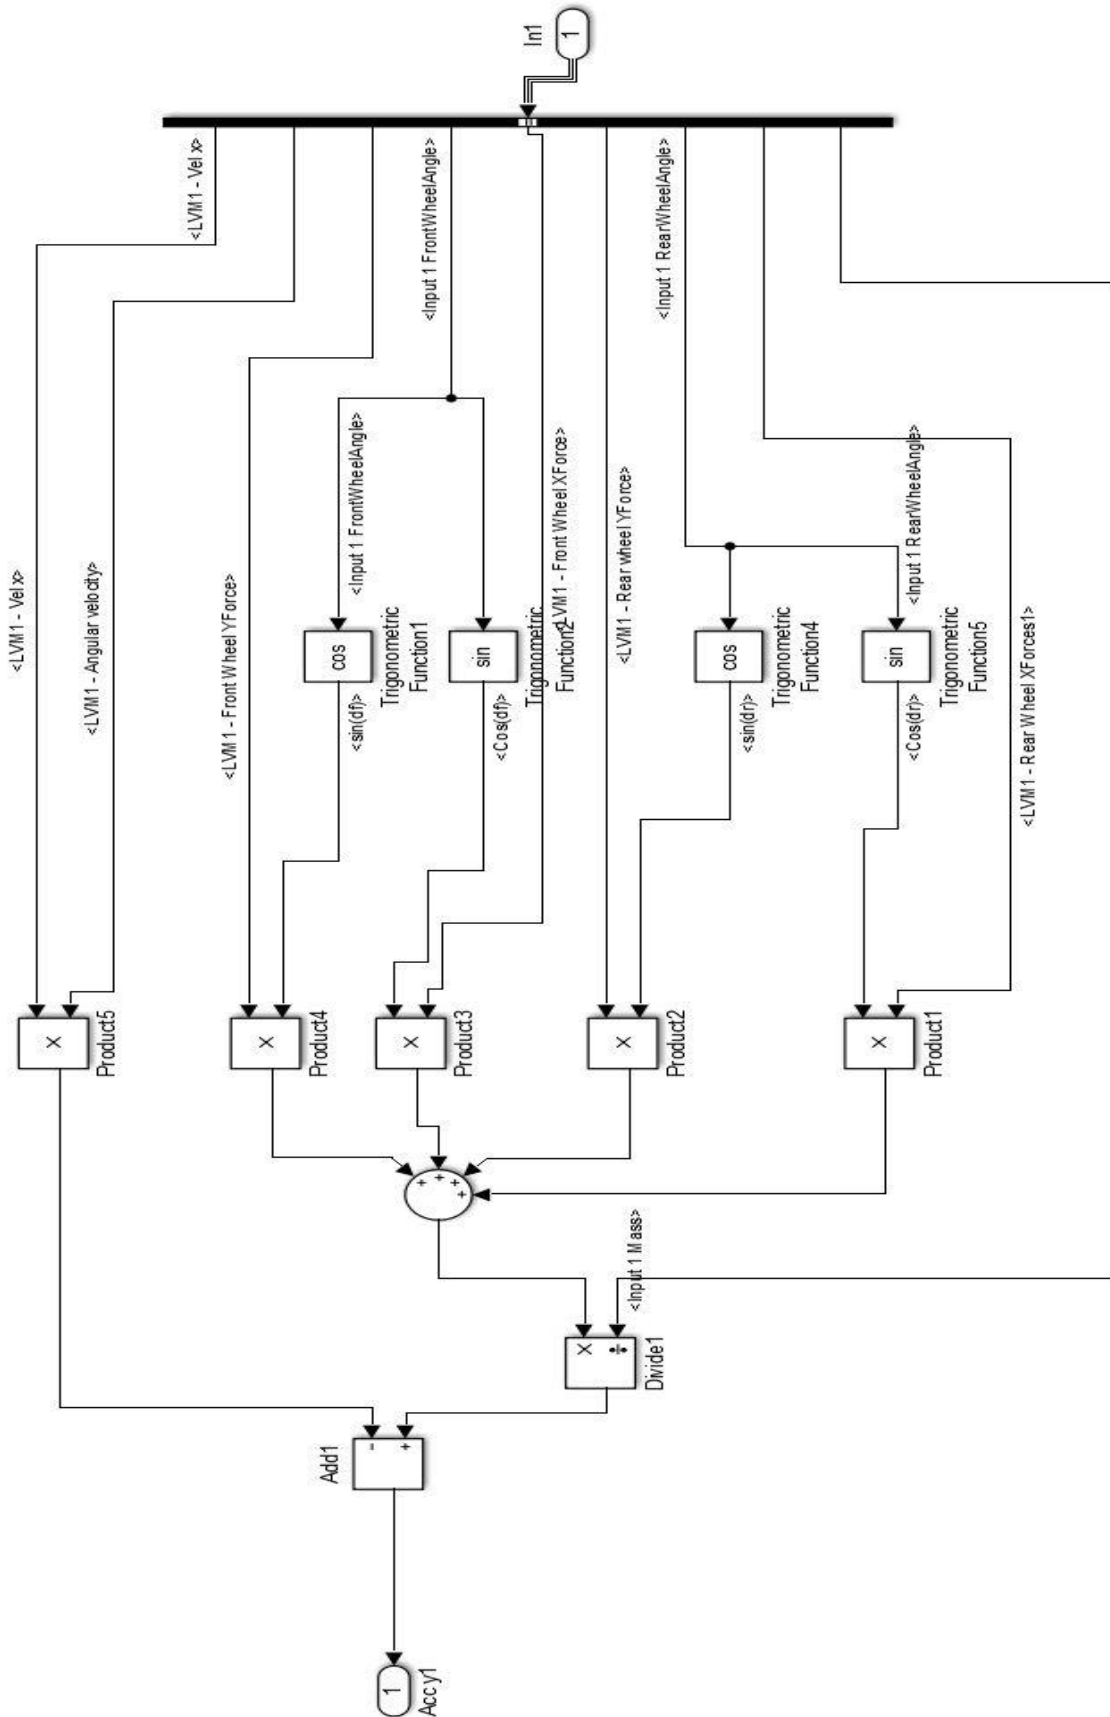 1
In1
<LVM1 - Vel x>
<LVM1 - Vel x>
<LVM1 - Angular velocity>
<LVM1 - Front Wheel YForce>
<Input 1 FrontWheelAngle>
<Input 1 FrontWheelAngle>
<LVM1 - Front Wheel XForce>
<LVM1 - Rear wheel YForce>
<Input 1 RearWheelAngle>
<Input 1 RearWheelAngle>
<LVM1 - Rear Wheel XForces1>
cos
Trigonometric
Function1
<sin(df)>
sin
Trigonometric
Function2
<Cos(df)>
cos
Trigonometric
Function4
<sin(dr)>
sin
Trigonometric
Function5
<Cos(dr)>
X
Product5
X
Product4
X
Product3
X
Product2
X
Product1
+
+
+
+
<Input 1 Mass>
X
÷
Divide1
Add1
-
+
1
Acc y1